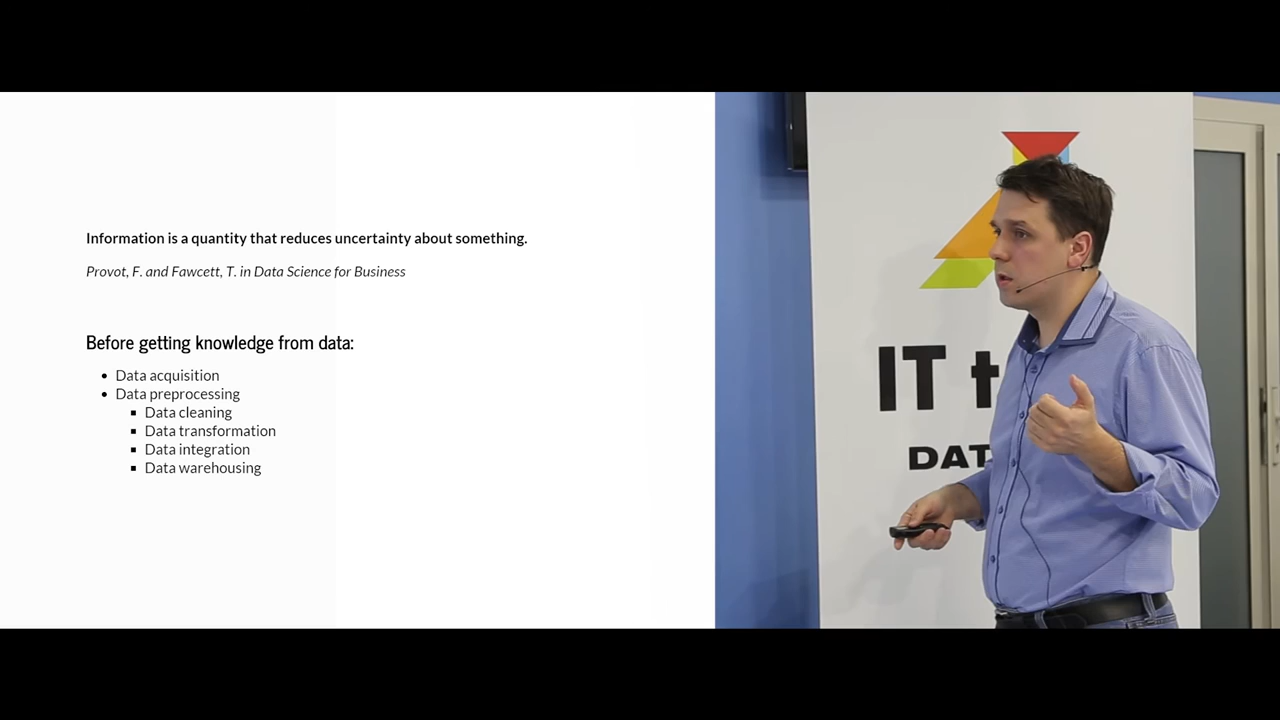 Information is a quantity that reduces uncertainty about something.
Provot, F. and Fawcett, T. in Data Science for Business
Before getting knowledge from data:
Data acquisition
Data preprocessing
Data cleaning
Data transformation
Data integration
Data warehousing
IT t
DAT